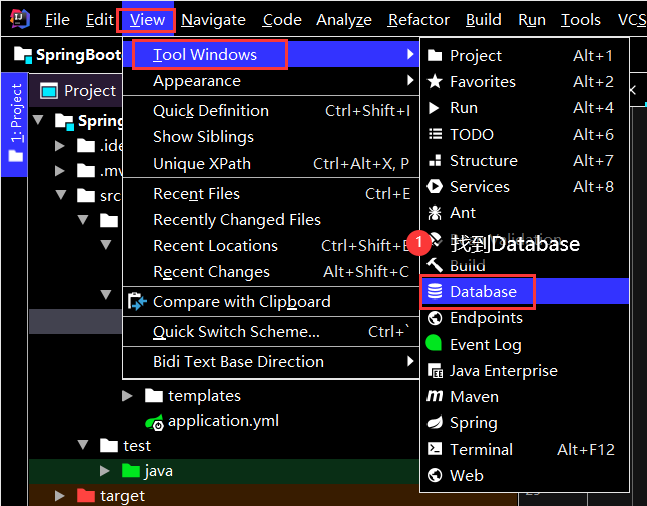 File Edit View Navigate Code Analyze Refactor Build Run Tools VCS
SpringBoot
1: Project
Project
Spring
.ide
.mv
src
templates
application.yml
test
java
target
Tool Windows
Appearance
Quick Definition Ctrl+Shift+I
Show Siblings
Unique XPath Ctrl+Alt+X, P
Recent Files Ctrl+E
Recently Changed Files
Recent Locations Ctrl+Shift+E
Recent Changes Alt+Shift+C
Compare with Clipboard
Quick Switch Scheme... Ctrl+`
Bidi Text Base Direction
Project Alt+1
Favorites Alt+2
Run Alt+4
TODO Alt+6
Structure Alt+7
Services Alt+8
Ant
Validation
1 找到Database
Build
Database
Endpoints
Event Log
Java Enterprise
Maven
Spring
Terminal Alt+F12
Web